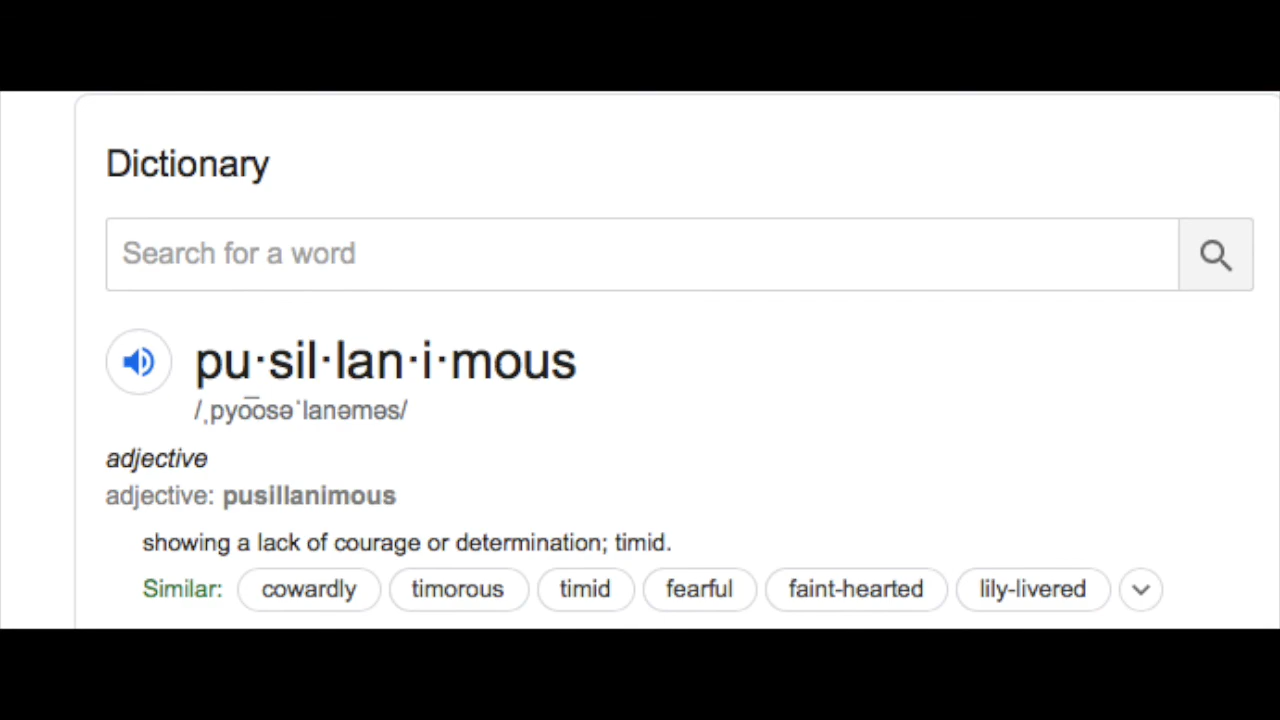 Dictionary
Search for a word
pu·sil·lan·i·mous
/ˌpyo͞osəˈlanəməs/
adjective
adjective: pusillanimous
showing a lack of courage or determination; timid.
Similar: cowardly timorous timid fearful faint-hearted lily-livered